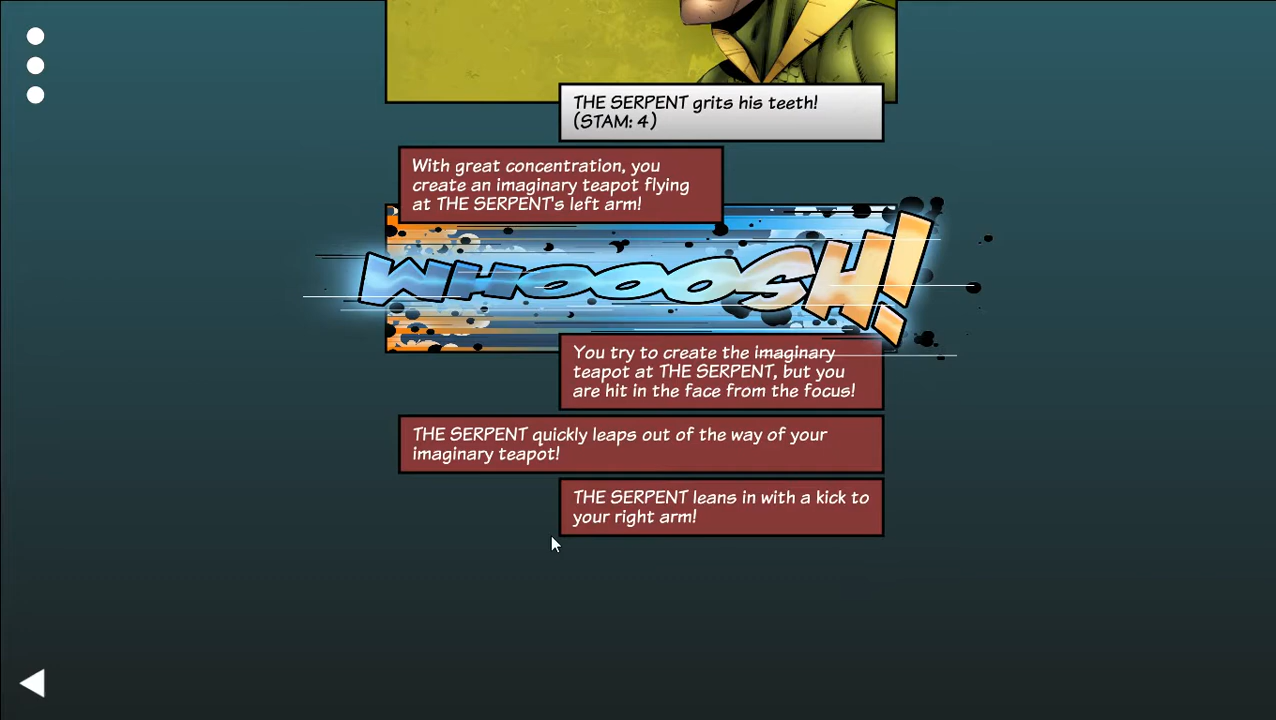 THE SERPENT grits his teeth!
(STAM: 4)
With great concentration, you
create an imaginary teapot flying
at THE SERPENT's left arm!
WHOOOSH!
You try to create the imaginary
teapot at THE SERPENT, but you
are hit in the face from the focus!
THE SERPENT quickly leaps out of the way of your
imaginary teapot!
THE SERPENT leans in with a kick to
your right arm!